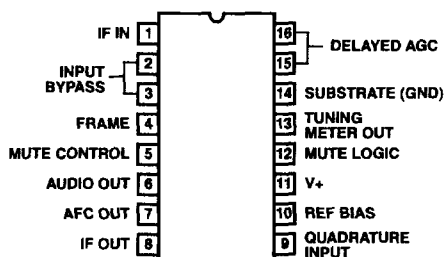 IF IN 1
INPUT BYPASS 2
3
FRAME 4
MUTE CONTROL 5
AUDIO OUT 6
AFC OUT 7
IF OUT 8
16 DELAYED AGC
15
14 SUBSTRATE (GND)
13 TUNING METER OUT
12 MUTE LOGIC
11 V+
10 REF BIAS
9 QUADRATURE INPUT